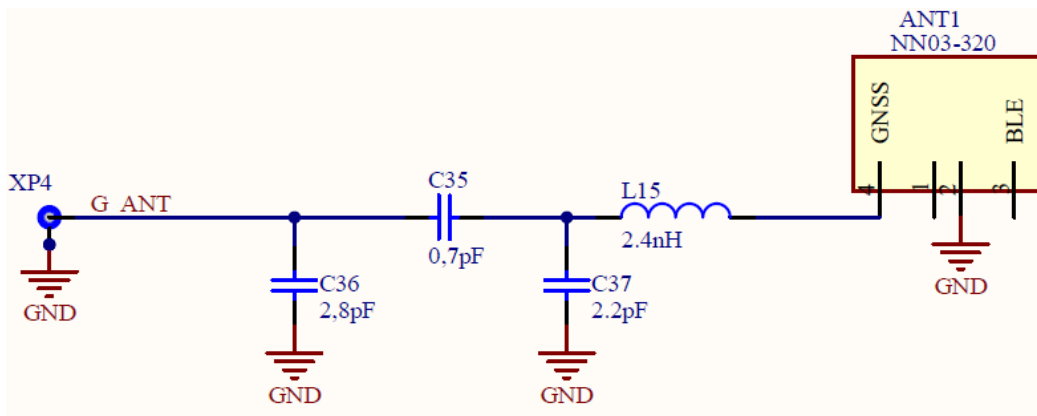 ANT1
NN03-320
GNSS
BLE
4
1
2
3
XP4
G_ANT
C35
0,7pF
L15
2.4nH
C36
2,8pF
C37
2.2pF
GND
GND
GND
GND